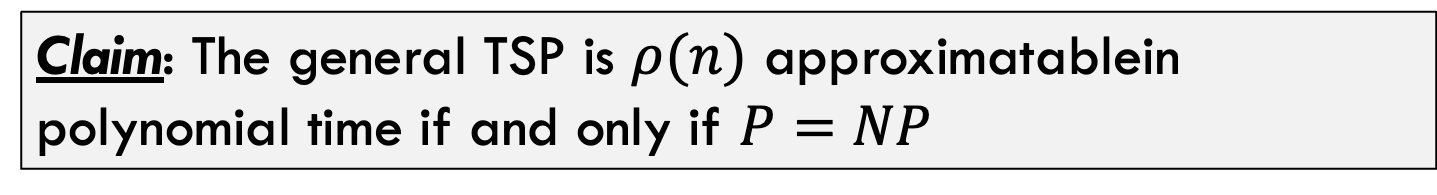 Claim: The general TSP is ρ(n) approximatablein
polynomial time if and only if P = NP